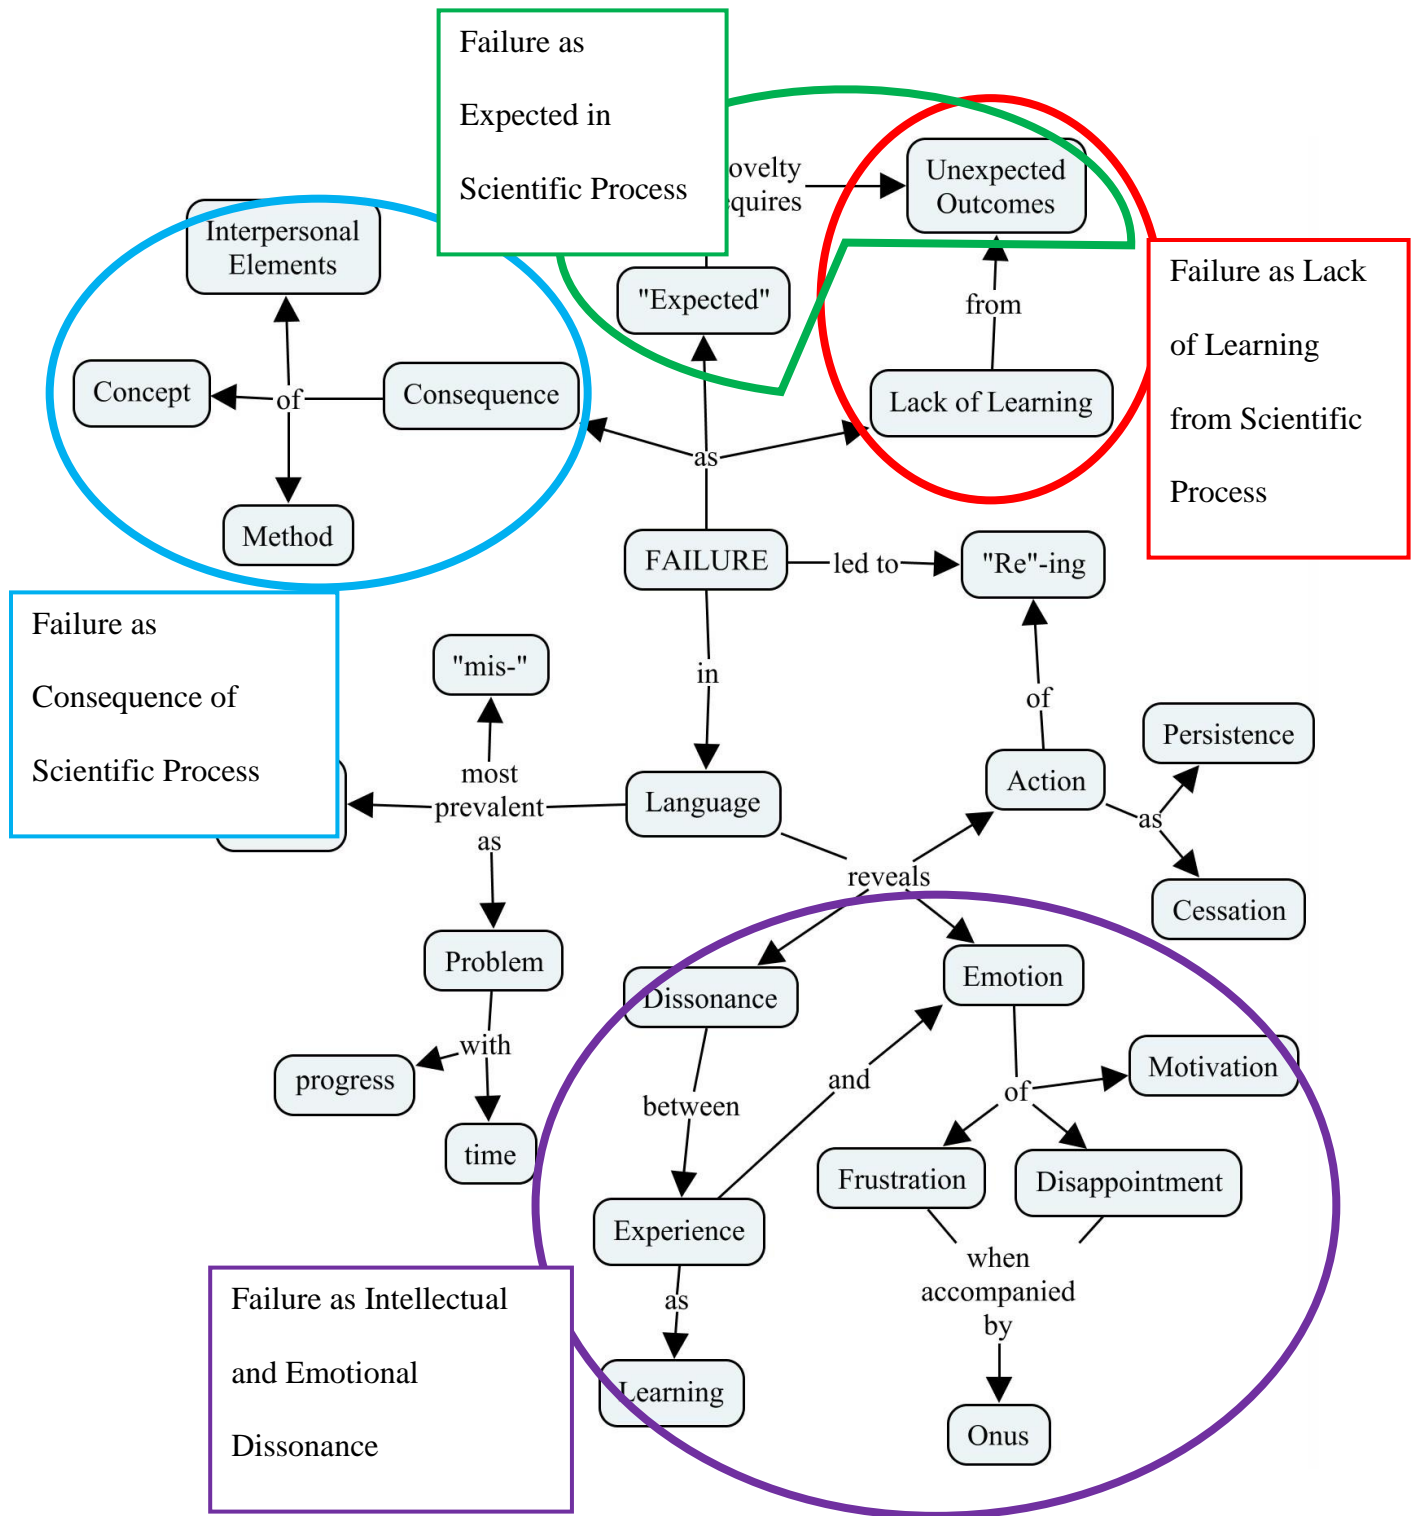 Failure as
Expected in
Scientific Process
Unexpected
Outcomes
Interpersonal
Elements
"Expected"
from
Failure as Lack
of Learning
from Scientific
Process
Concept
of
Consequence
Lack of Learning
as
Method
FAILURE
led to
"Re"-ing
Failure as
Consequence of
Scientific Process
"mis-"
in
of
Persistence
most
prevalent
as
Language
Action
as
reveals
Cessation
Problem
Dissonance
Emotion
with
progress
and
of
Motivation
between
time
Frustration
Disappointment
Experience
when
accompanied
by
Failure as Intellectual
and Emotional
Dissonance
as
Learning
Onus